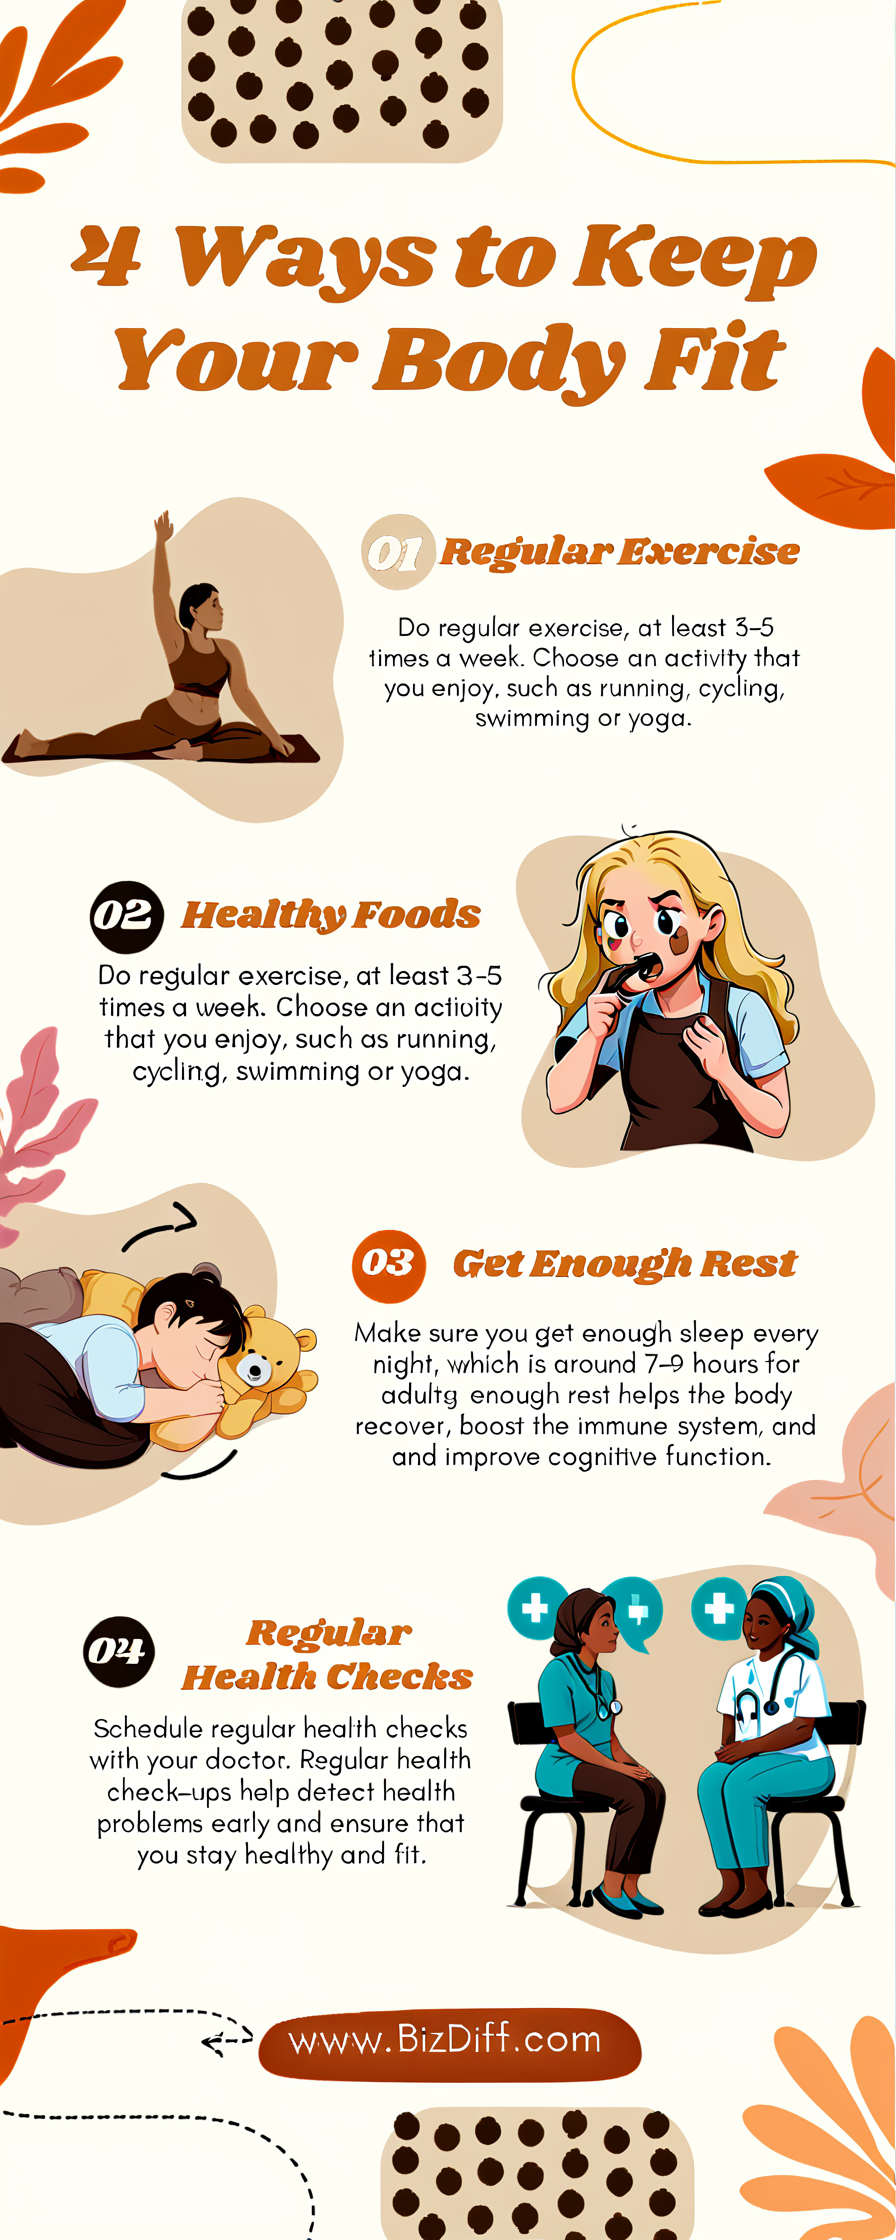 4 Ways to Keep
Your Body Fit
01 Regular Exercise
Do regular exercise, at least 3-5
times a week. Choose an activity that
you enjoy, such as running, cycling,
swimming or yoga.
02 Healthy Foods
Do regular exercise, at least 3-5
times a week. Choose an actioity
that you enjoy, such as running,
cycling, swimming or yoga.
03 Get Enough Rest
Make sure you get enough sleep every
night, which is around 7-9 hours for
adultg enough rest helps the body
recover, boost the immune system, and
and improve cognitive function.
04 Regular
Health Checks
Schedule regular health checks
with your doctor. Regular health
check-ups help detect health
problems early and ensure that
you stay healthy and fit.
www.BizDiff.com